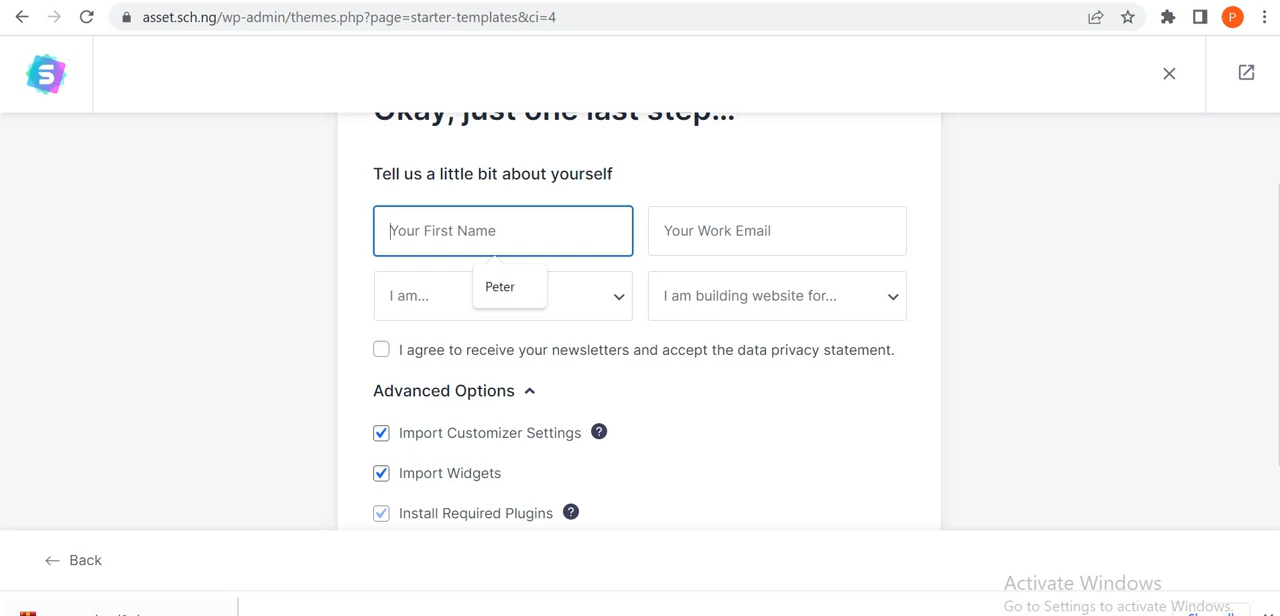 asset.sch.ng/wp-admin/themes.php?page=starter-templates&ci=4
P
S
Okay, just one last step...
Tell us a little bit about yourself
Your First Name
Your Work Email
Peter
I am...
I am building website for...
I agree to receive your newsletters and accept the data privacy statement.
Advanced Options
Import Customizer Settings ?
Import Widgets
Install Required Plugins ?
← Back
Activate Windows
Go to Settings to activate Windows.